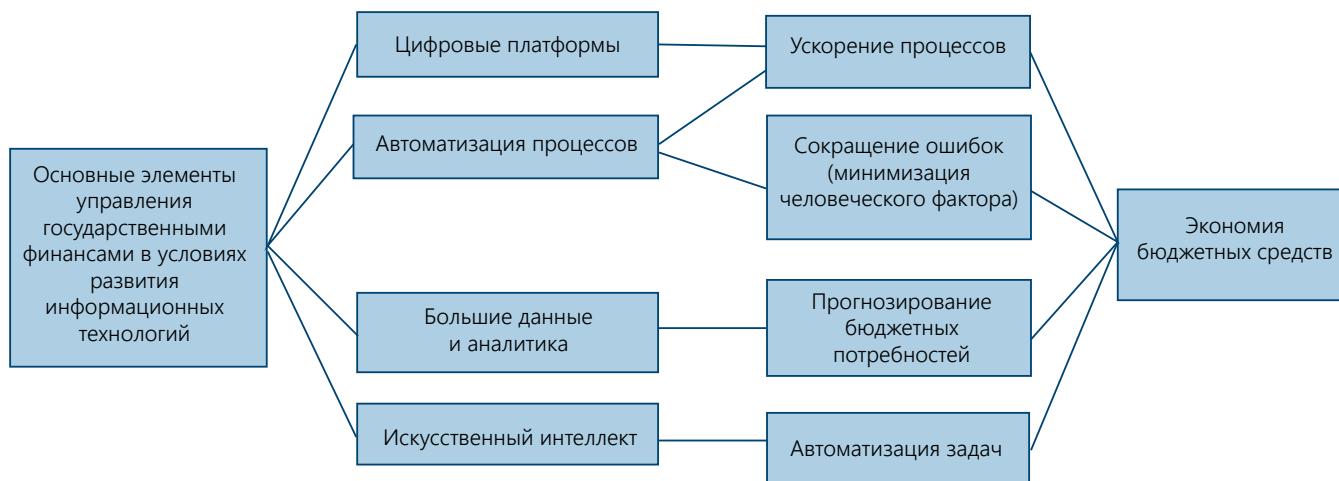 Основные элементы
управления
государственными
финансами в условиях
развития
информационных
технологий
Цифровые платформы
Автоматизация процессов
Большие данные
и аналитика
Искусственный интеллект
Ускорение процессов
Сокращение ошибок
(минимизация
человеческого фактора)
Прогнозирование
бюджетных
потребностей
Автоматизация задач
Экономия
бюджетных средств